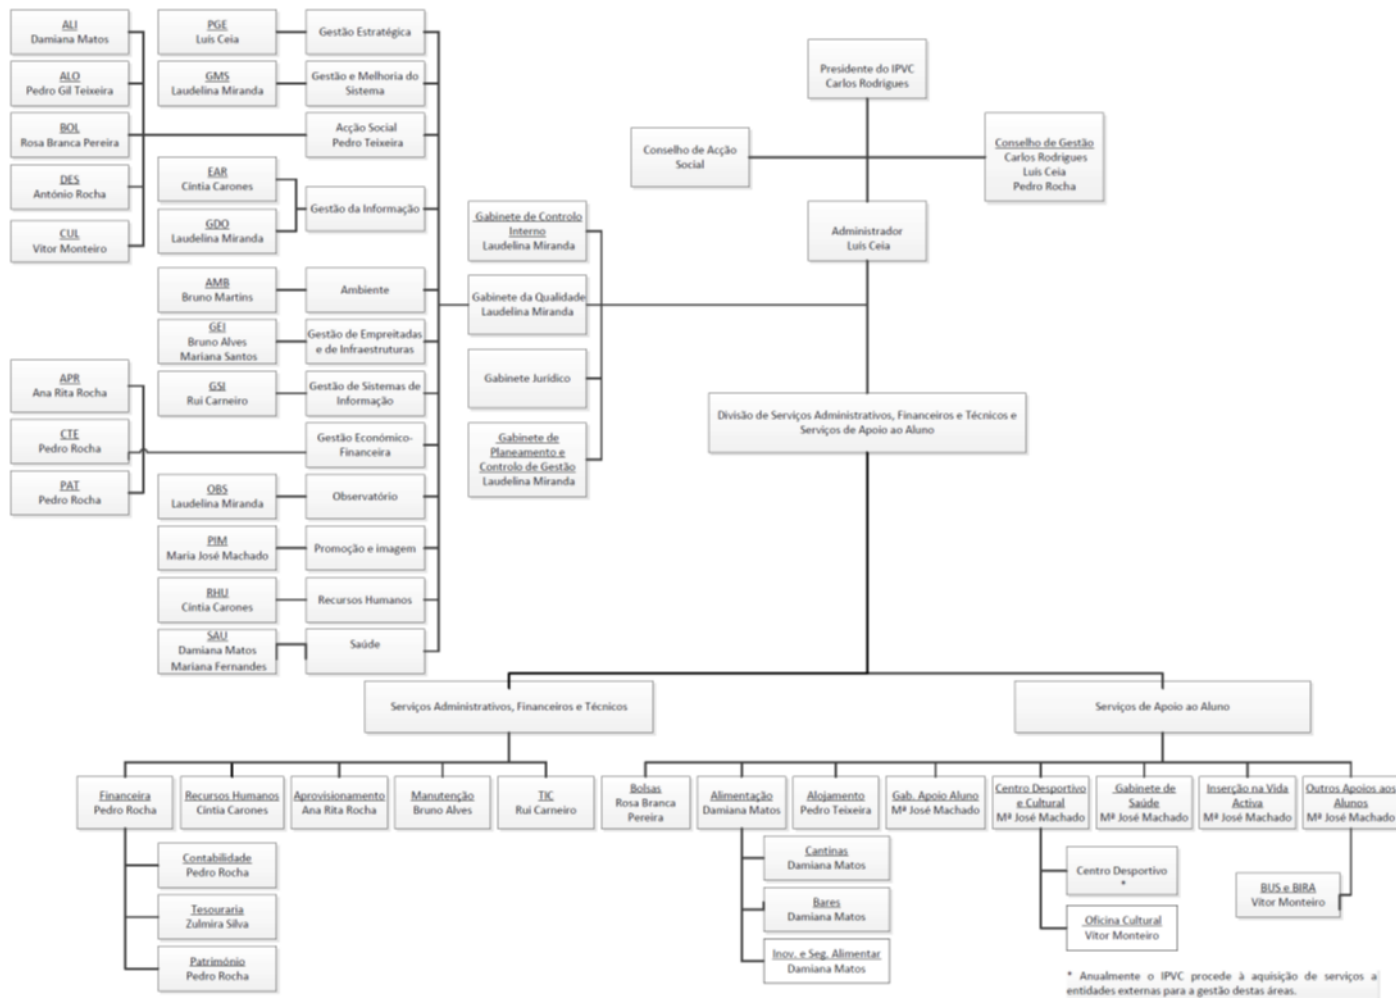 ALI
Damiana Matos
ALO
Pedro Gil Teixeira
BOL
Rosa Branca Pereira
DES
António Rocha
CUL
Vitor Monteiro
APR
Ana Rita Rocha
CTE
Pedro Rocha
PAT
Pedro Rocha
PGE
Luís Ceia
GMS
Laudelina Miranda
EAR
Cintia Carones
GDO
Laudelina Miranda
AMB
Bruno Martins
GEI
Bruno Alves
Mariana Santos
GSI
Rui Carneiro
OBS
Laudelina Miranda
PIM
Maria José Machado
RHU
Cintia Carones
SAU
Damiana Matos
Mariana Fernandes
Gestão Estratégica
Gestão e Melhoria do
Sistema
Acção Social
Pedro Teixeira
Gestão da Informação
Ambiente
Gestão de Empreitadas
e de Infraestruturas
Gestão de Sistemas de
Informação
Gestão Económico-
Financeira
Observatório
Promoção e imagem
Recursos Humanos
Saúde
Gabinete de Controlo
Interno
Laudelina Miranda
Gabinete da Qualidade
Laudelina Miranda
Gabinete Jurídico
Gabinete de
Planeamento e
Controlo de Gestão
Laudelina Miranda
Presidente do IPVC
Carlos Rodrigues
Conselho de Acção
Social
Conselho de Gestão
Carlos Rodrigues
Luís Ceia
Pedro Rocha
Administrador
Luís Ceia
Divisão de Serviços Administrativos, Financeiros e Técnicos e
Serviços de Apoio ao Aluno
Serviços Administrativos, Financeiros e Técnicos
Serviços de Apoio ao Aluno
Financeira
Pedro Rocha
Recursos Humanos
Cintia Carones
Aprovisionamento
Ana Rita Rocha
Manutenção
Bruno Alves
TIC
Rui Carneiro
Bolsas
Rosa Branca
Pereira
Alimentação
Damiana Matos
Alojamento
Pedro Teixeira
Gab. Apoio Aluno
Mª José Machado
Centro Desportivo
e Cultural
Mª José Machado
Gabinete de
Saúde
Mª José Machado
Inserção na Vida
Activa
Mª José Machado
Outros Apoios aos
Alunos
Mª José Machado
Contabilidade
Pedro Rocha
Tesouraria
Zulmira Silva
Património
Pedro Rocha
Cantinas
Damiana Matos
Bares
Damiana Matos
Inov. e Seg. Alimentar
Damiana Matos
Centro Desportivo
*
Oficina Cultural
Vitor Monteiro
BUS e BIRA
Vitor Monteiro
* Anualmente o IPVC procede à aquisição de serviços a
entidades externas para a gestão destas áreas.